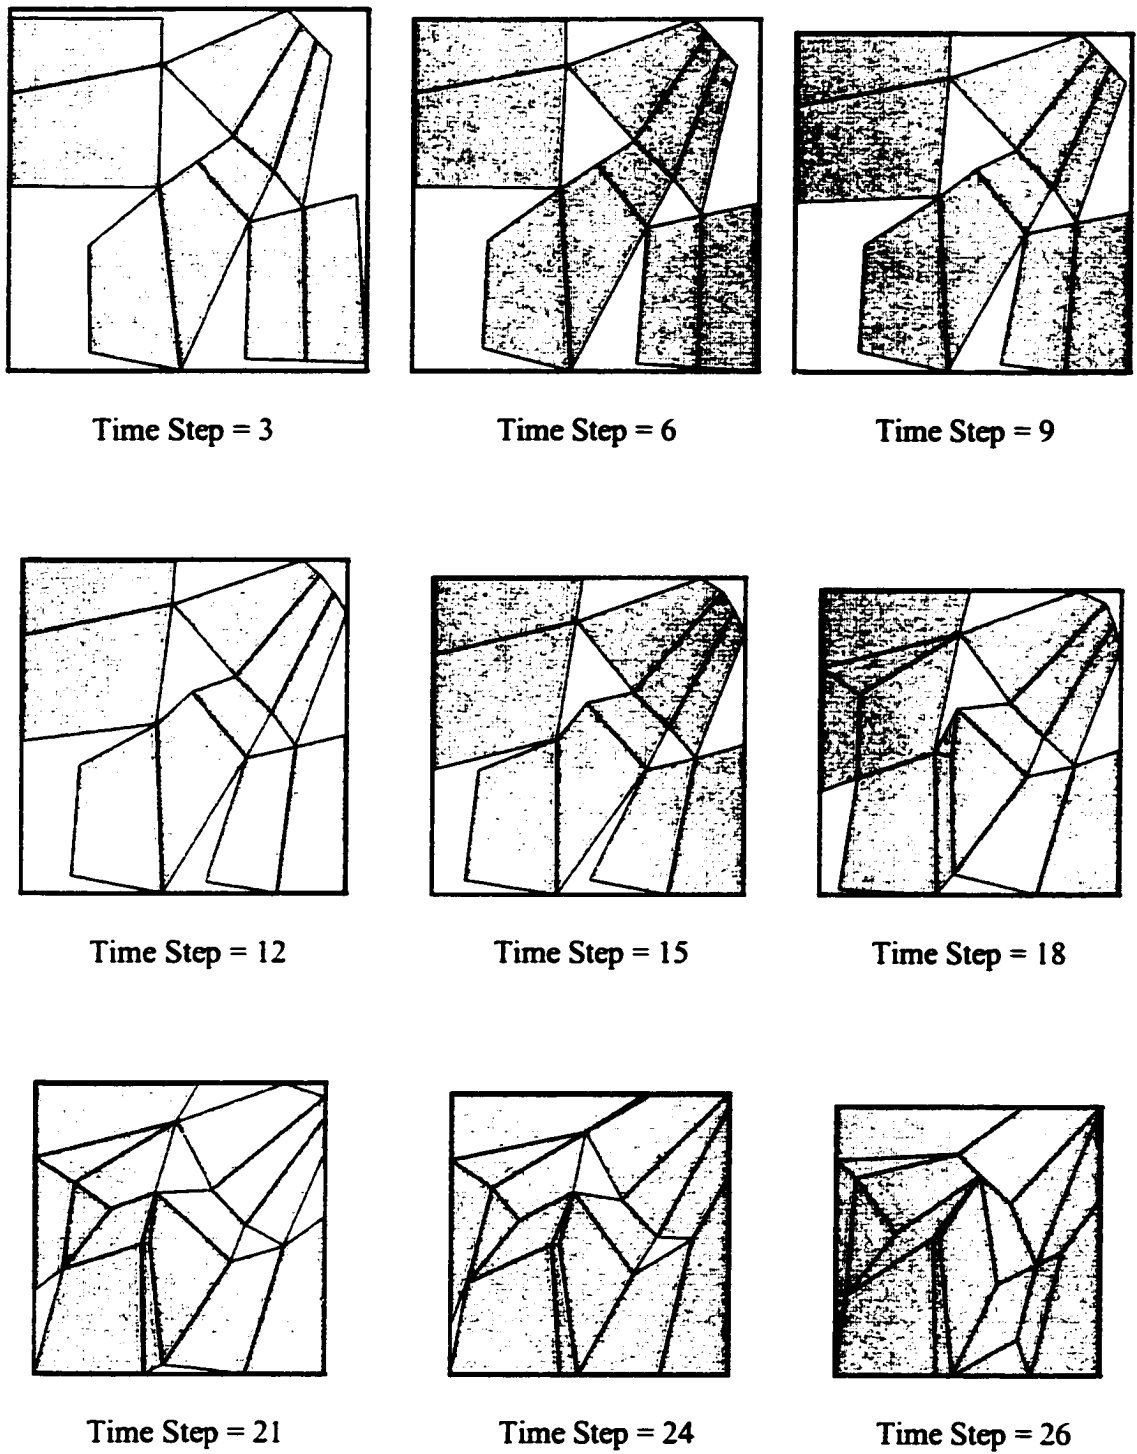 Time Step = 3
Time Step = 6
Time Step = 9
Time Step = 12
Time Step = 15
Time Step = 18
Time Step = 21
Time Step = 24
Time Step = 26